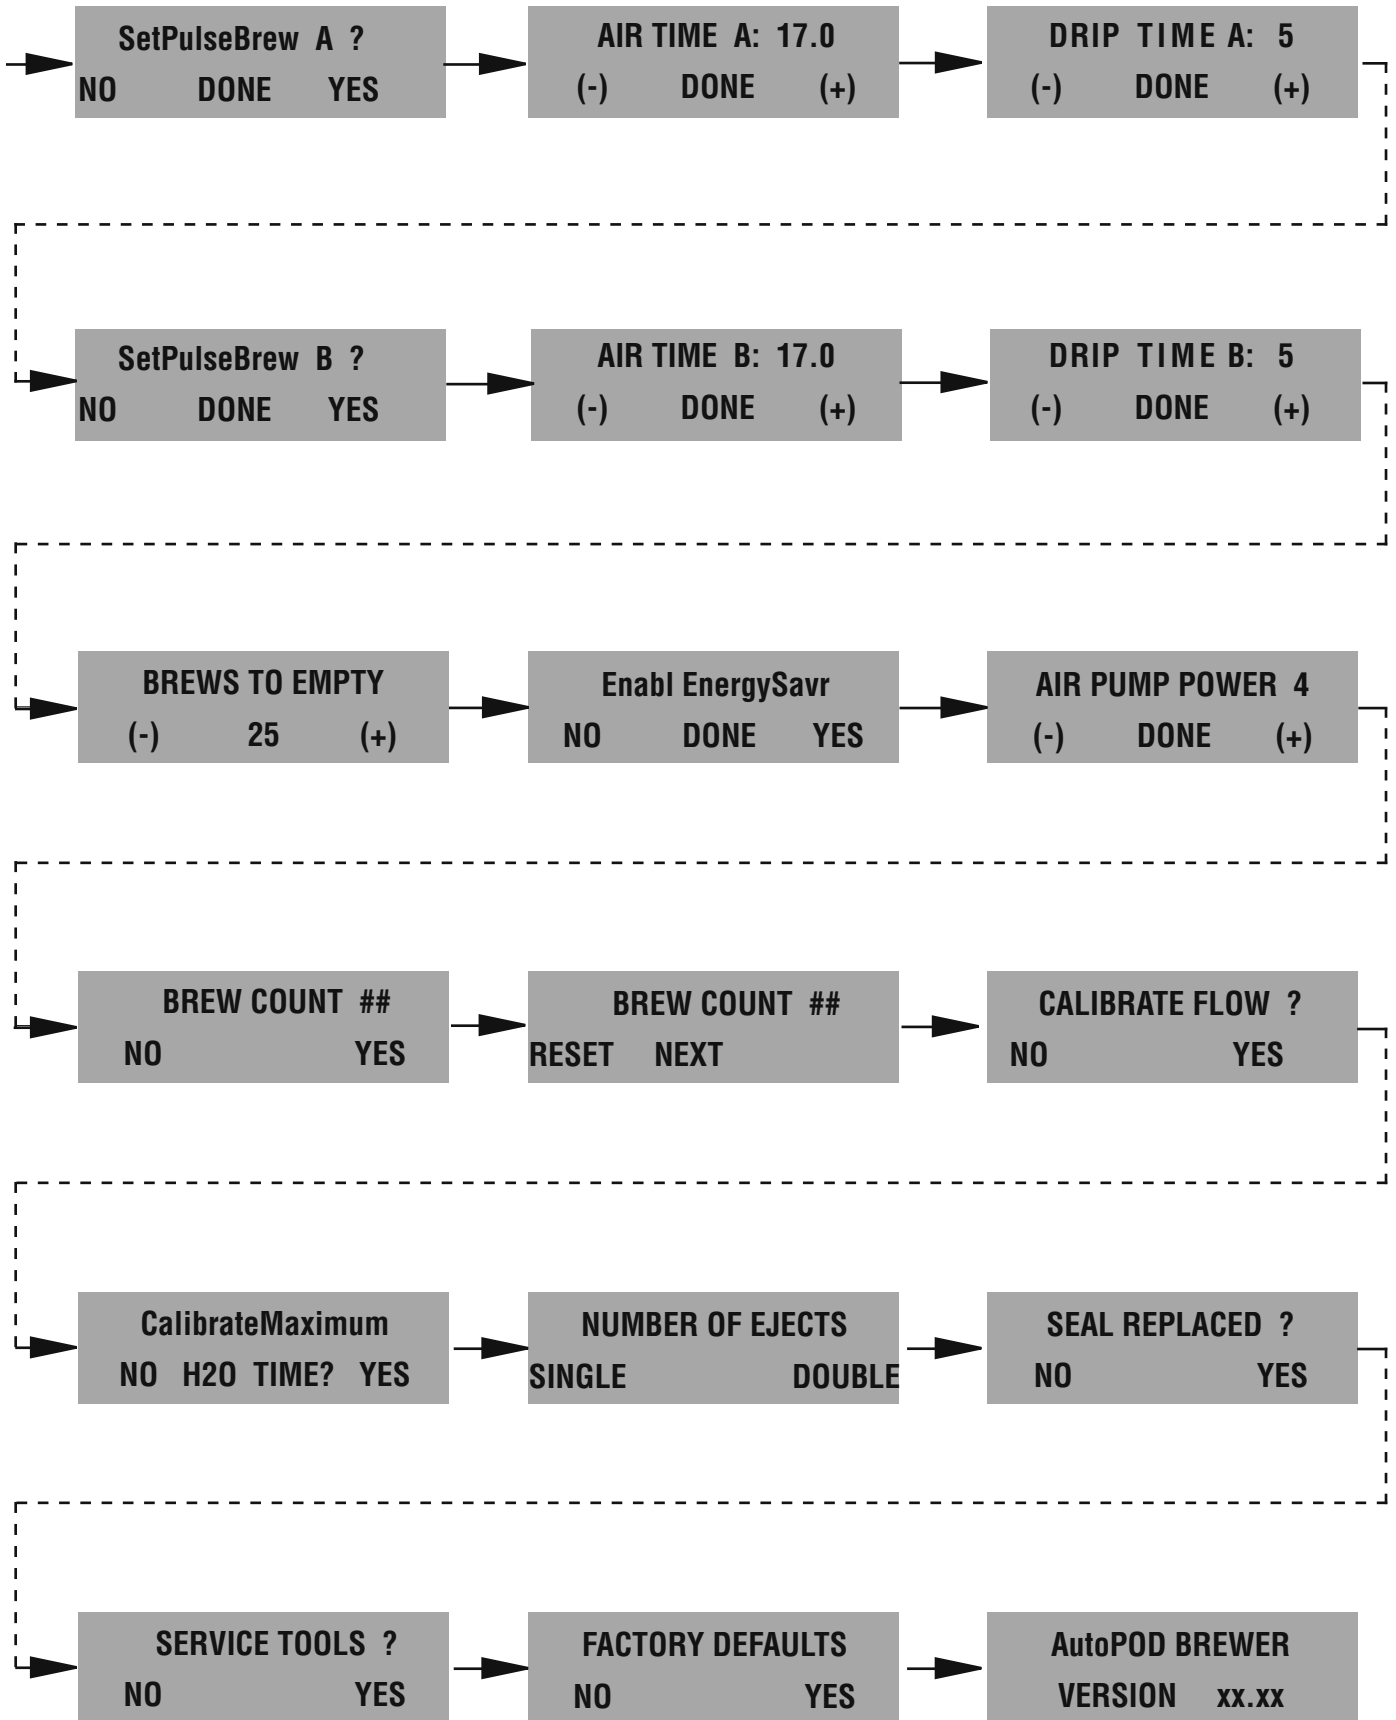 SetPulseBrew A ?
NO DONE YES
AIR TIME A: 17.0
(-) DONE (+)
DRIP TIME A: 5
(-) DONE (+)
SetPulseBrew B ?
NO DONE YES
AIR TIME B: 17.0
(-) DONE (+)
DRIP TIME B: 5
(-) DONE (+)
BREWS TO EMPTY
(-) 25 (+)
Enabl EnergySavr
NO DONE YES
AIR PUMP POWER 4
(-) DONE (+)
BREW COUNT ##
NO YES
BREW COUNT ##
RESET NEXT
CALIBRATE FLOW ?
NO YES
CalibrateMaximum
NO H2O TIME? YES
NUMBER OF EJECTS
SINGLE DOUBLE
SEAL REPLACED ?
NO YES
SERVICE TOOLS ?
NO YES
FACTORY DEFAULTS
NO YES
AutoPOD BREWER
VERSION xx.xx